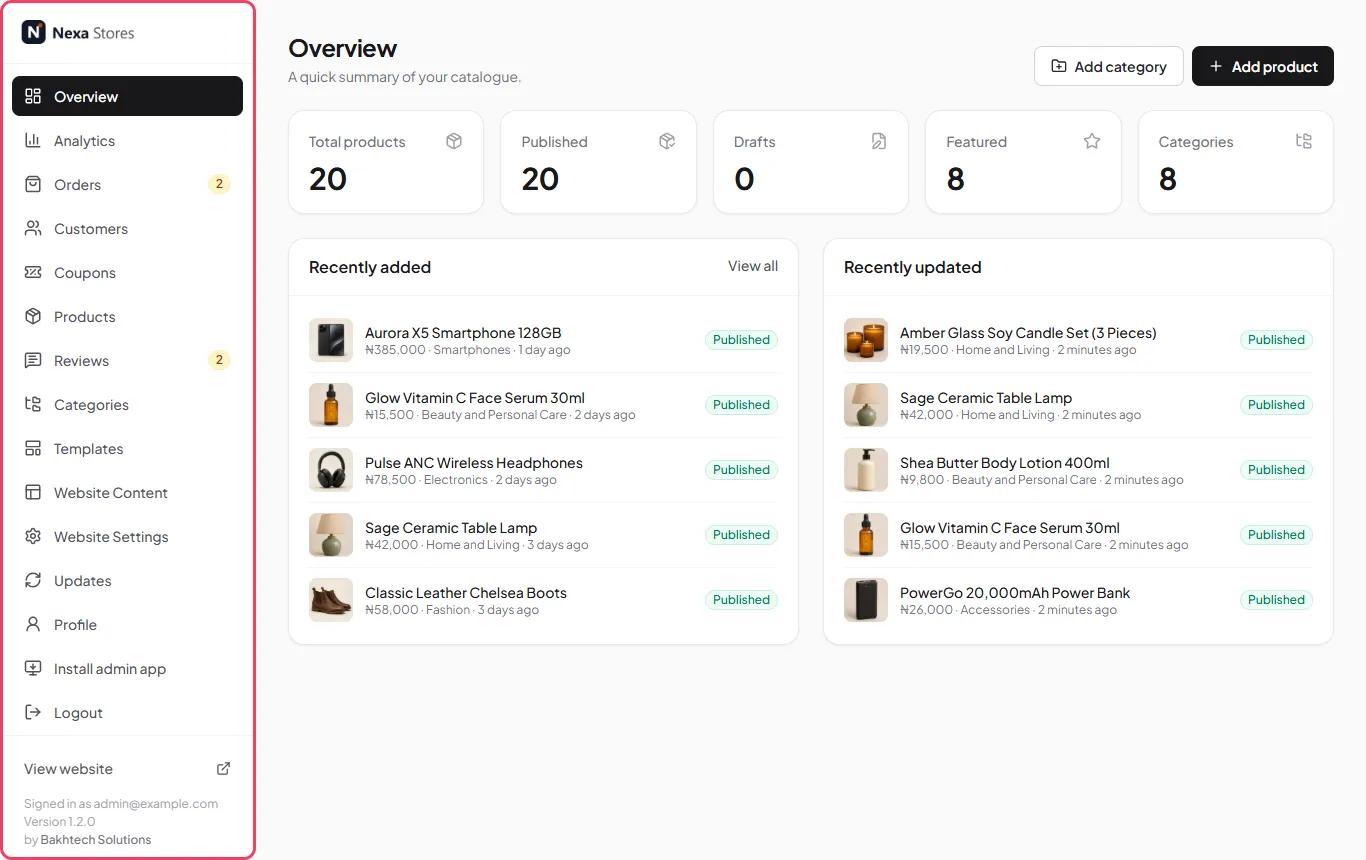 N Nexa Stores
Overview
Analytics
Orders 2
Customers
Coupons
Products
Reviews 2
Categories
Templates
Website Content
Website Settings
Updates
Profile
Install admin app
Logout
View website
Signed in as admin@example.com
Version 1.2.0
by Bakhtech Solutions
Overview
A quick summary of your catalogue.
Add category
Add product
Total products
20
Published
20
Drafts
0
Featured
8
Categories
8
Recently added View all
Aurora X5 Smartphone 128GB
₦385,000 · Smartphones · 1 day ago
Published
Glow Vitamin C Face Serum 30ml
₦15,500 · Beauty and Personal Care · 2 days ago
Published
Pulse ANC Wireless Headphones
₦78,500 · Electronics · 2 days ago
Published
Sage Ceramic Table Lamp
₦42,000 · Home and Living · 3 days ago
Published
Classic Leather Chelsea Boots
₦58,000 · Fashion · 3 days ago
Published
Recently updated
Amber Glass Soy Candle Set (3 Pieces)
₦19,500 · Home and Living · 2 minutes ago
Published
Sage Ceramic Table Lamp
₦42,000 · Home and Living · 2 minutes ago
Published
Shea Butter Body Lotion 400ml
₦9,800 · Beauty and Personal Care · 2 minutes ago
Published
Glow Vitamin C Face Serum 30ml
₦15,500 · Beauty and Personal Care · 2 minutes ago
Published
PowerGo 20,000mAh Power Bank
₦26,000 · Accessories · 2 minutes ago
Published